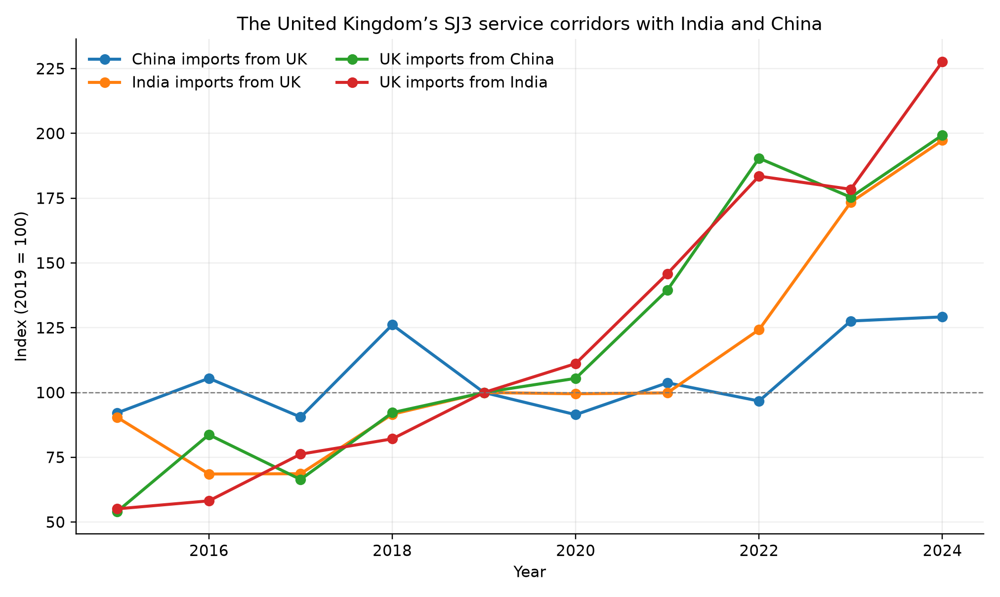 The United Kingdom’s SJ3 service corridors with India and China
China imports from UK
India imports from UK
UK imports from China
UK imports from India
Index (2019 = 100)
225
200
175
150
125
100
75
50
2016 2018 2020 2022 2024
Year